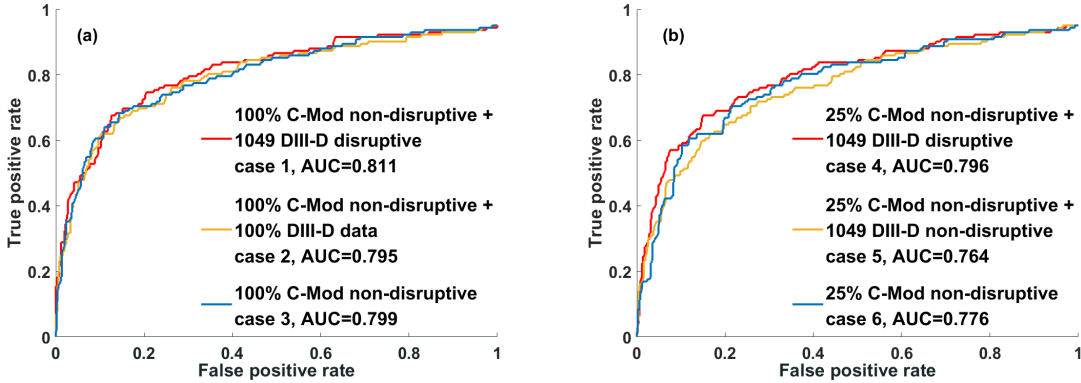 (a)
True positive rate
1
0.8
0.6
0.4
0.2
0
100% C-Mod non-disruptive +
1049 DIII-D disruptive
case 1, AUC=0.811
100% C-Mod non-disruptive +
100% DIII-D data
case 2, AUC=0.795
100% C-Mod non-disruptive
case 3, AUC=0.799
0 0.2 0.4 0.6 0.8 1
False positive rate
(b)
True positive rate
1
0.8
0.6
0.4
0.2
0
25% C-Mod non-disruptive +
1049 DIII-D disruptive
case 4, AUC=0.796
25% C-Mod non-disruptive +
1049 DIII-D non-disruptive
case 5, AUC=0.764
25% C-Mod non-disruptive
case 6, AUC=0.776
0 0.2 0.4 0.6 0.8 1
False positive rate